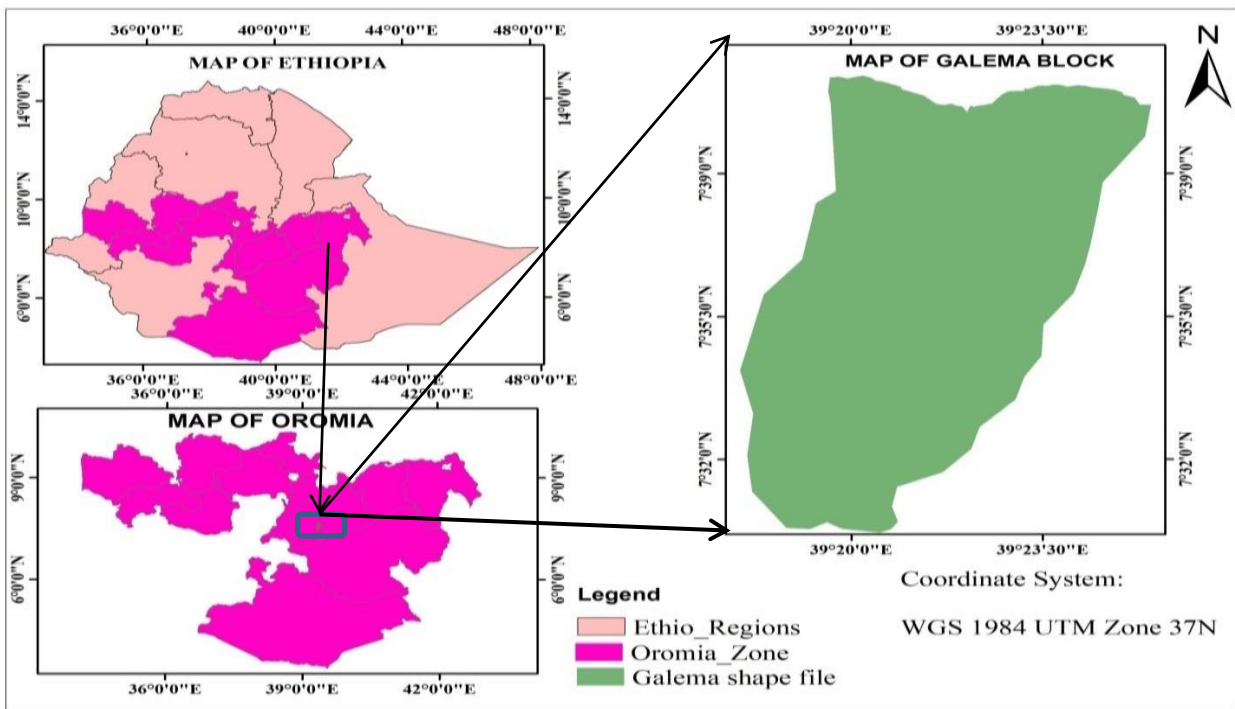 36°0'0"E 40°0'0"E 44°0'0"E 48°0'0"E
MAP OF ETHIOPIA
14°0'0"N
10°0'0"N
6°0'0"N
14°0'0"N
10°0'0"N
6°0'0"N
36°0'0"E 40°0'0"E 44°0'0"E 48°0'0"E
39°0'0"E 42°0'0"E
MAP OF OROMIA
9°0'0"N
6°0'0"N
9°0'0"N
6°0'0"N
36°0'0"E 39°0'0"E 42°0'0"E
39°20'0"E 39°23'30"E
MAP OF GALEMA BLOCK
7°39'0"N
7°35'30"N
7°32'0"N
7°39'0"N
7°35'30"N
7°32'0"N
39°20'0"E 39°23'30"E
N
Legend
Ethio_Regions
Oromia_Zone
Galema shape file
Coordinate System:
WGS 1984 UTM Zone 37N